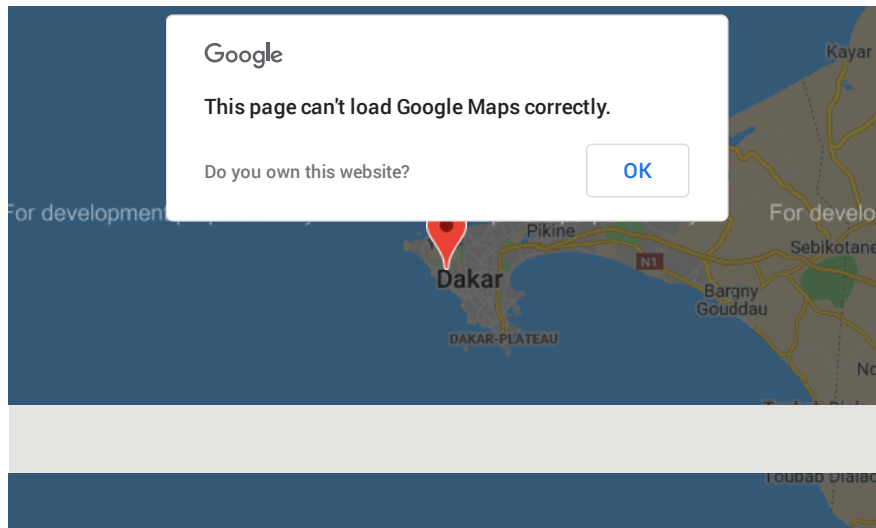 Google
Kayar
This page can't load Google Maps correctly.
Do you own this website?
OK
For development
For develo
Pikine
Sebikotane
N1
Dakar
Bargny
Gouddau
DAKAR-PLATEAU